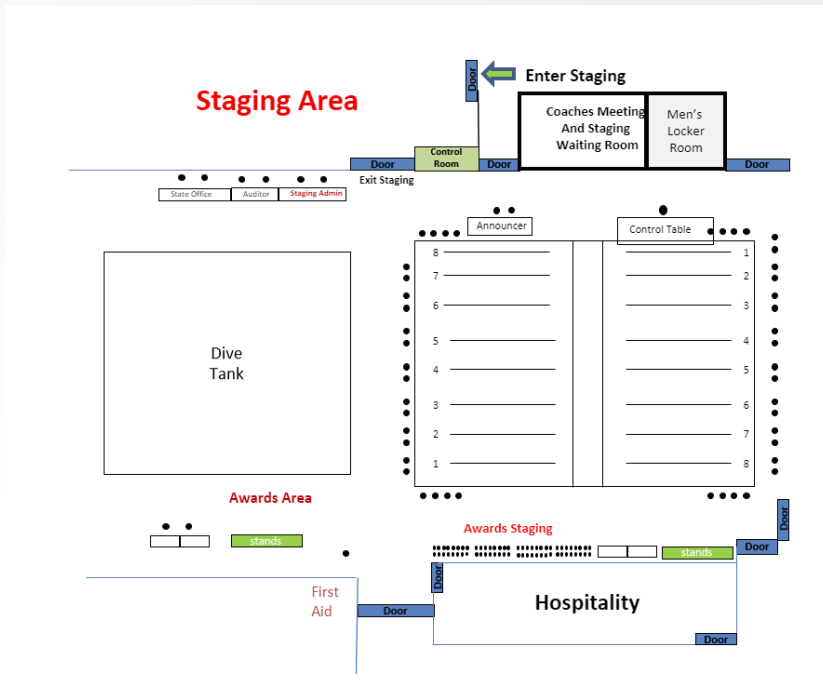 Door
Enter Staging
Staging Area
Coaches Meeting
And Staging
Waiting Room
Men's
Locker
Room
Control
Room
Door
Door
Door
Exit Staging
State Office
Auditor
Staging Admin
Announcer
Control Table
8
1
7
2
6
3
5
4
4
5
3
6
2
7
1
8
Dive
Tank
Awards Area
stands
Awards Staging
stands
Door
Door
Door
First
Aid
Door
Hospitality
Door